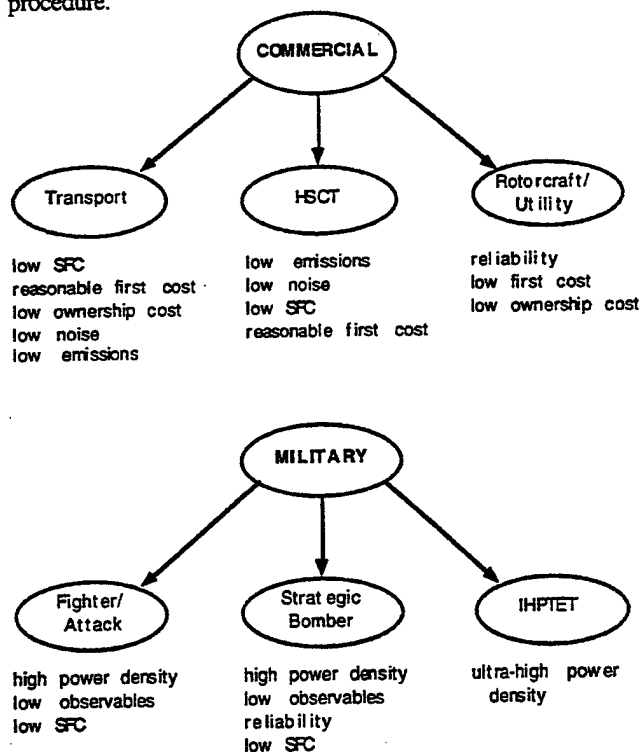 procedure.
COMMERCIAL
Transport
HSCT
Rotorcraft/
Utility
low SFC
reasonable first cost
low ownership cost
low noise
low emissions
low emissions
low noise
low SFC
reasonable first cost
reliability
low first cost
low ownership cost
MILITARY
Fighter/
Attack
Strategic
Bomber
IHPTET
high power density
low observables
low SFC
high power density
low observables
reliability
low SFC
ultra-high power
density